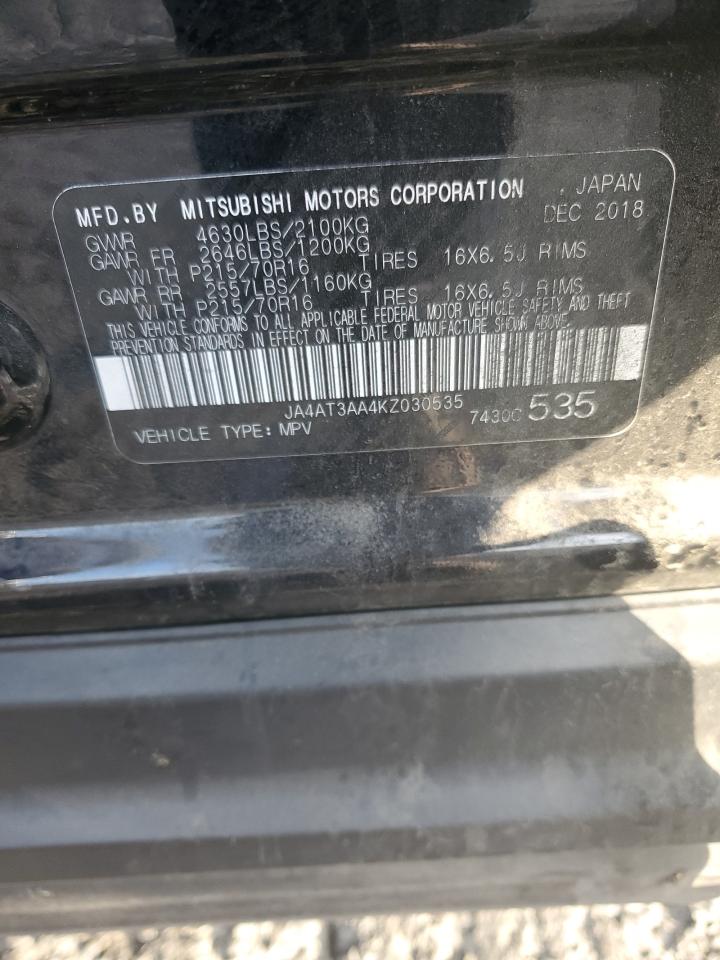 MFD.BY MITSUBISHI MOTORS CORPORATION . JAPAN
DEC 2018
GWWR 4630LBS/2100KG
GAWR FR 2646LBS/1200KG
WITH P215/70R16 TIRES 16X6.5J RIMS
GAWR RR 2557LBS/1160KG
WITH P215/70R16 TIRES 16X6.5J RIMS
THIS VEHICLE CONFORMS TO ALL APPLICABLE FEDERAL MOTOR VEHICLE SAFETY AND THEFT
PREVENTION STANDARDS IN EFFECT ON THE DATE OF MANUFACTURE SHOWN ABOVE.
JA4AT3AA4KZ030535
VEHICLE TYPE: MPV 7430C 535